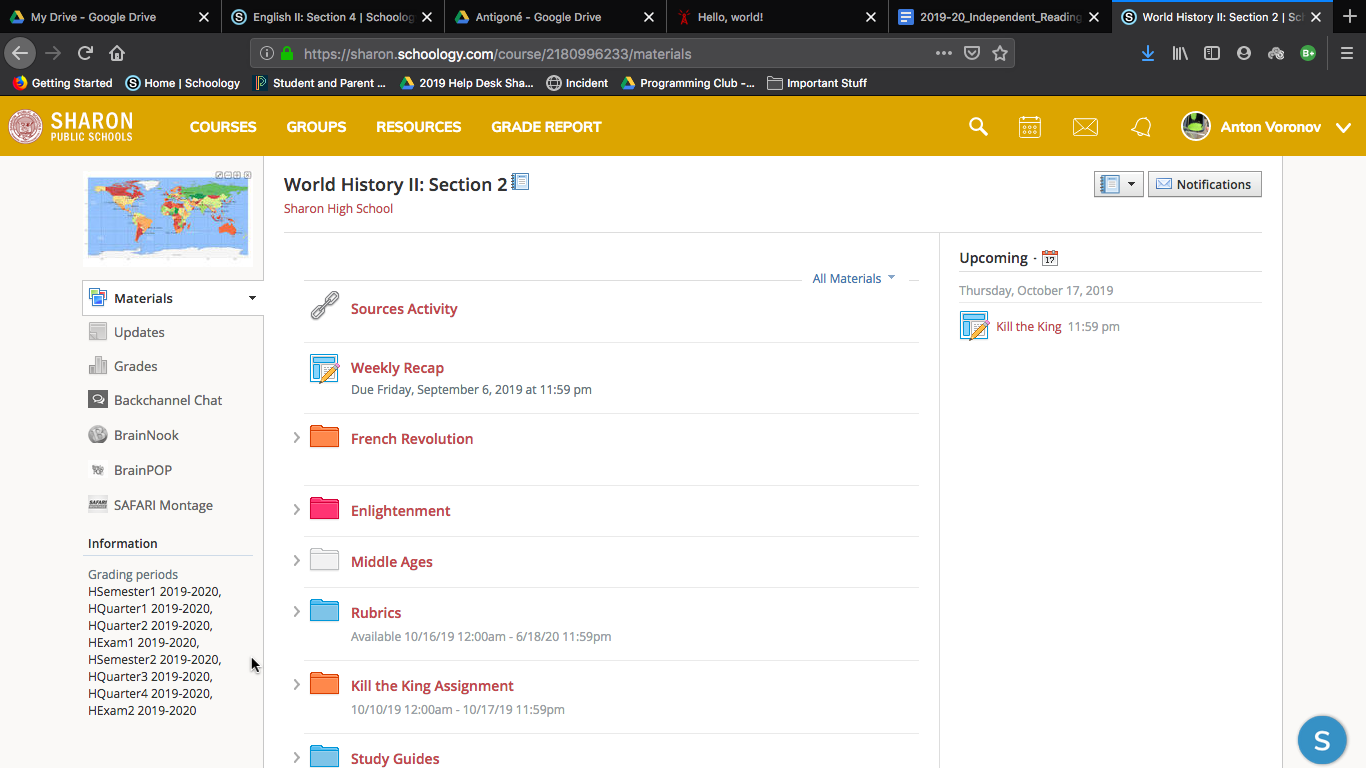 My Drive - Google Drive
English II: Section 4 | Schoolog
Antigoné - Google Drive
Hello, world!
2019-20_Independent_Reading
World History II: Section 2 | Sc
https://sharon.schoology.com/course/2180996233/materials
Getting Started
Home | Schoology
Student and Parent ...
2019 Help Desk Sha...
Incident
Programming Club -...
Important Stuff
SHARON
PUBLIC SCHOOLS
COURSES
GROUPS
RESOURCES
GRADE REPORT
Anton Voronov
World History II: Section 2
Sharon High School
Notifications
Materials
Updates
Grades
Backchannel Chat
BrainNook
BrainPOP
SAFARI Montage
Information
Grading periods
HSemester1 2019-2020,
HQuarter1 2019-2020,
HQuarter2 2019-2020,
HExam1 2019-2020,
HSemester2 2019-2020,
HQuarter3 2019-2020,
HQuarter4 2019-2020,
HExam2 2019-2020
All Materials
Sources Activity
Weekly Recap
Due Friday, September 6, 2019 at 11:59 pm
French Revolution
Enlightenment
Middle Ages
Rubrics
Available 10/16/19 12:00am - 6/18/20 11:59pm
Kill the King Assignment
10/10/19 12:00am - 10/17/19 11:59pm
Study Guides
Upcoming · 17
Thursday, October 17, 2019
Kill the King 11:59 pm
S